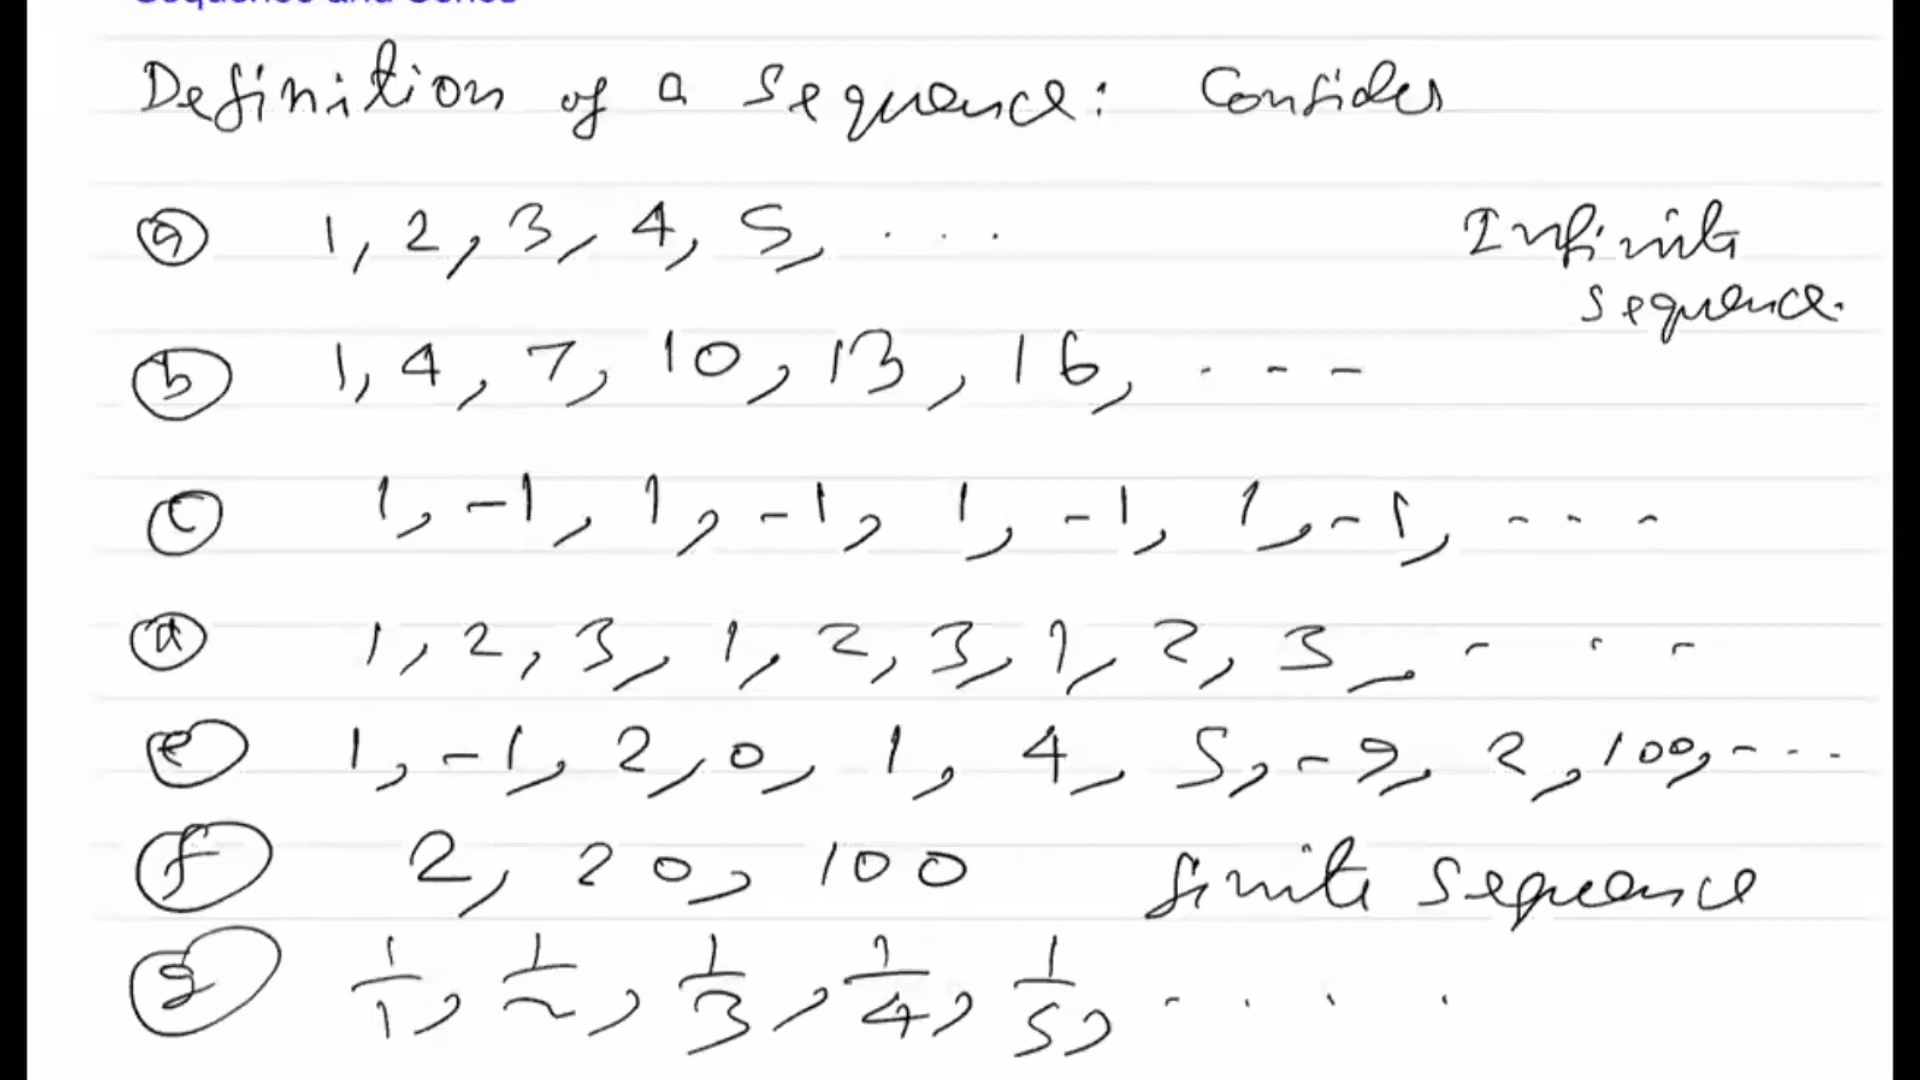 Sequence and Series
Definition of a Sequence: Consider
(a) 1, 2, 3, 4, 5, ...
Infinite
sequence.
(b) 1, 4, 7, 10, 13, 16, ...
(c) 1, -1, 1, -1, 1, -1, 1, -1, ...
(d) 1, 2, 3, 1, 2, 3, 1, 2, 3, ...
(e) 1, -1, 2, 0, 1, 4, 5, -9, 2, 100, ...
(f) 2, 20, 100 finite sequence
(g) 1/1, 1/2, 1/3, 1/4, 1/5, ....